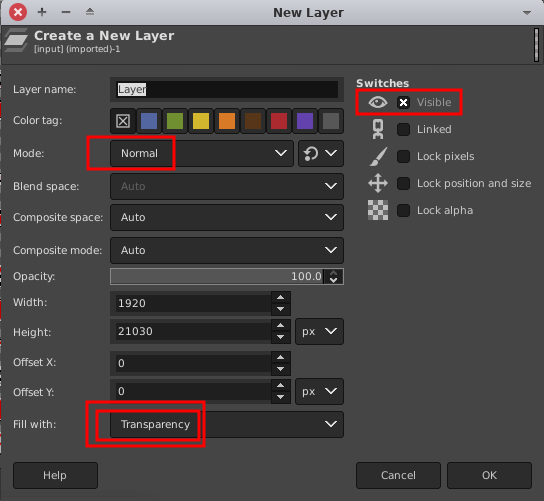 New Layer
Create a New Layer
[input] (imported)-1
Layer name: Layer
Color tag:
Mode: Normal
Blend space: Auto
Composite space: Auto
Composite mode: Auto
Opacity: 100.0
Width: 1920
Height: 21030 px
Offset X: 0
Offset Y: 0 px
Fill with: Transparency
Switches
Visible
Linked
Lock pixels
Lock position and size
Lock alpha
Help Cancel OK